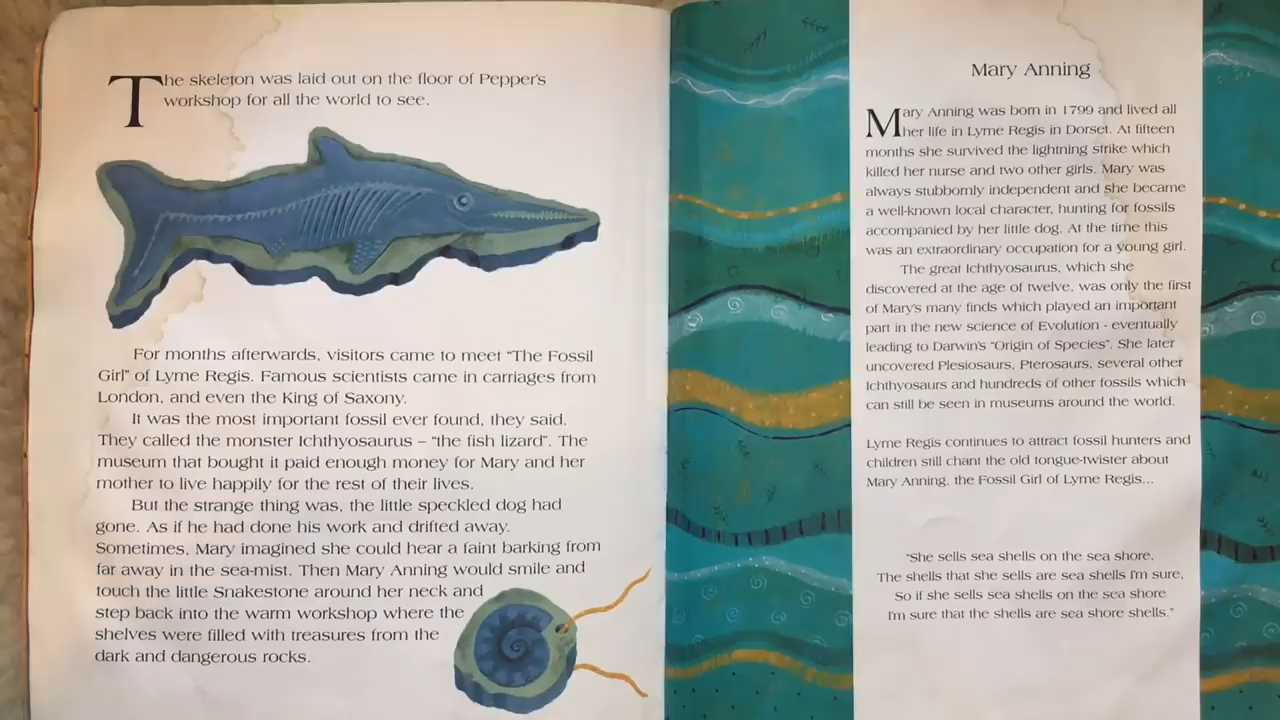 The skeleton was laid out on the floor of Pepper's
workshop for all the world to see.
For months afterwards, visitors came to meet "The Fossil
Girl" of Lyme Regis. Famous scientists came in carriages from
London, and even the King of Saxony.
It was the most important fossil ever found, they said.
They called the monster Ichthyosaurus – "the fish lizard". The
museum that bought it paid enough money for Mary and her
mother to live happily for the rest of their lives.
But the strange thing was, the little speckled dog had
gone. As if he had done his work and drifted away.
Sometimes, Mary imagined she could hear a faint barking from
far away in the sea-mist. Then Mary Anning would smile and
touch the little Snakestone around her neck and
step back into the warm workshop where the
shelves were filled with treasures from the
dark and dangerous rocks.
Mary Anning
Mary Anning was born in 1799 and lived all
her life in Lyme Regis in Dorset. At fifteen
months she survived the lightning strike which
killed her nurse and two other girls. Mary was
always stubbornly independent and she became
a well-known local character, hunting for fossils
accompanied by her little dog. At the time this
was an extraordinary occupation for a young girl.
The great Ichthyosaurus, which she
discovered at the age of twelve, was only the first
of Mary's many finds which played an important
part in the new science of Evolution - eventually
leading to Darwin's "Origin of Species". She later
uncovered Plesiosaurs, Pterosaurs, several other
Ichthyosaurs and hundreds of other fossils which
can still be seen in museums around the world.
Lyme Regis continues to attract fossil hunters and
children still chant the old tongue-twister about
Mary Anning, the Fossil Girl of Lyme Regis...
"She sells sea shells on the sea shore,
The shells that she sells are sea shells I'm sure,
So if she sells sea shells on the sea shore
I'm sure that the shells are sea shore shells."